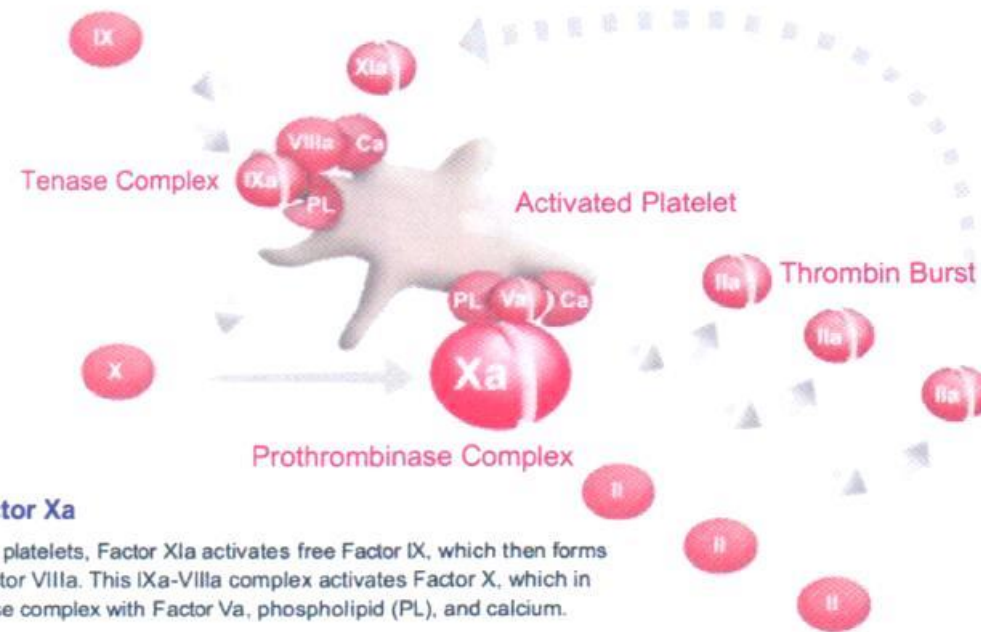 IX
XIa
VIIIa Ca
Tenase Complex IXa
PL
Activated Platelet
IIa Thrombin Burst
PL Va Ca
IIa
X Xa
IIa
Prothrombinase Complex
II
II
II
ctor Xa
platelets, Factor XIa activates free Factor IX, which then forms
tor VIIIa. This IXa-VIIIa complex activates Factor X, which in
se complex with Factor Va, phospholipid (PL), and calcium.